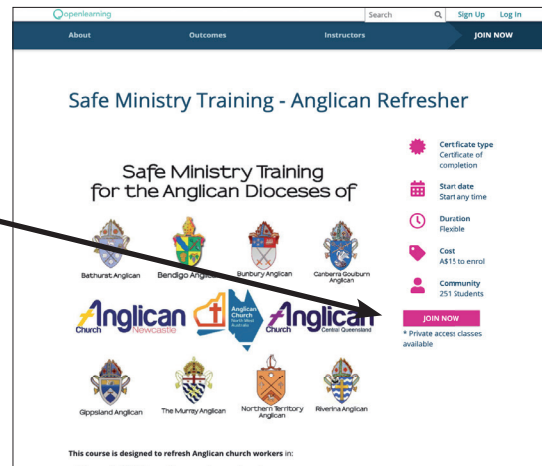 openlearning
Search
Sign Up Log In
About Outcomes Instructors JOIN NOW
Safe Ministry Training - Anglican Refresher
Safe Ministry Training
for the Anglican Dioceses of
Bathurst Anglican
Bendigo Anglican
Bunbury Anglican
Canberra Goulburn
Anglican
Anglican
Church Newcastle
Anglican
Church
North West
Australia
Anglican
Church Central Queensland
Gippsland Anglican
The Murray Anglican
Northern Territory
Anglican
Riverina Anglican
Certficate type
Certificate of
completion
Start date
Start any time
Duration
Flexible
Cost
A$15 to enrol
Community
251 Students
JOIN NOW
* Private access classes
available
This course is designed to refresh Anglican church workers in: